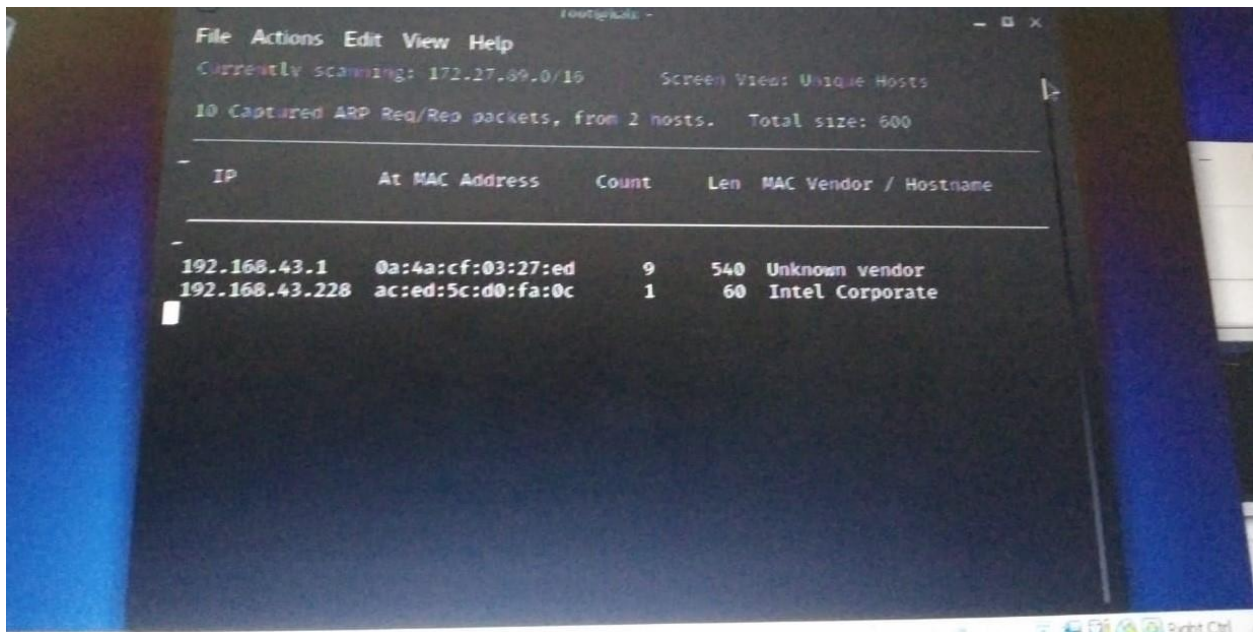 root@kali: ~
File Actions Edit View Help
Currently scanning: 172.27.89.0/16 Screen View: Unique Hosts
10 Captured ARP Req/Rep packets, from 2 hosts. Total size: 600
IP At MAC Address Count Len MAC Vendor / Hostname
192.168.43.1 0a:4a:cf:03:27:ed 9 540 Unknown vendor
192.168.43.228 ac:ed:5c:d0:fa:0c 1 60 Intel Corporate
Right Ctrl